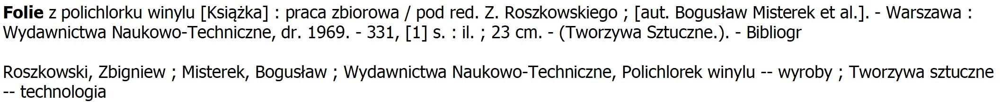 Folie z polichlorku winylu [Książka] : praca zbiorowa / pod red. Z. Roszkowskiego ; [aut. Bogusław Misterek et al.]. - Warszawa :
Wydawnictwa Naukowo-Techniczne, dr. 1969. - 331, [1] s. : il. ; 23 cm. - (Tworzywa Sztuczne.). - Bibliogr
Roszkowski, Zbigniew ; Misterek, Bogusław ; Wydawnictwa Naukowo-Techniczne, Polichlorek winylu -- wyroby ; Tworzywa sztuczne
-- technologia